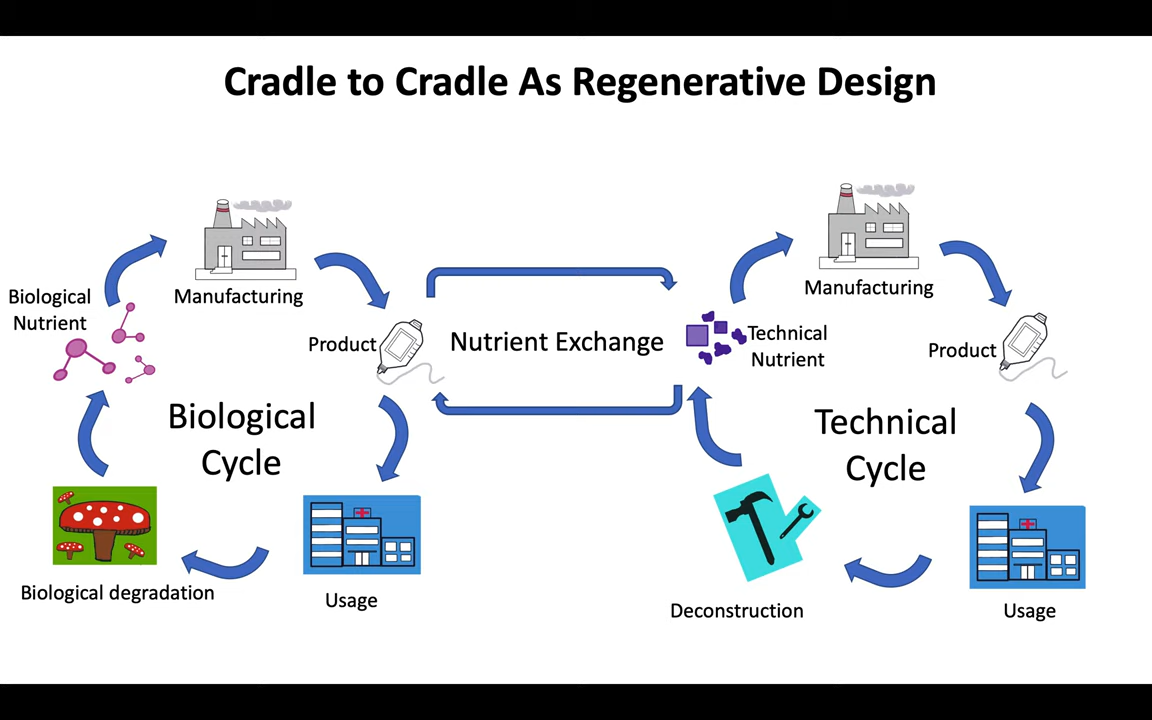 Cradle to Cradle As Regenerative Design
Biological
Nutrient
Manufacturing
Product
Biological
Cycle
Biological degradation
Usage
Nutrient Exchange
Technical
Nutrient
Manufacturing
Product
Technical
Cycle
Deconstruction
Usage